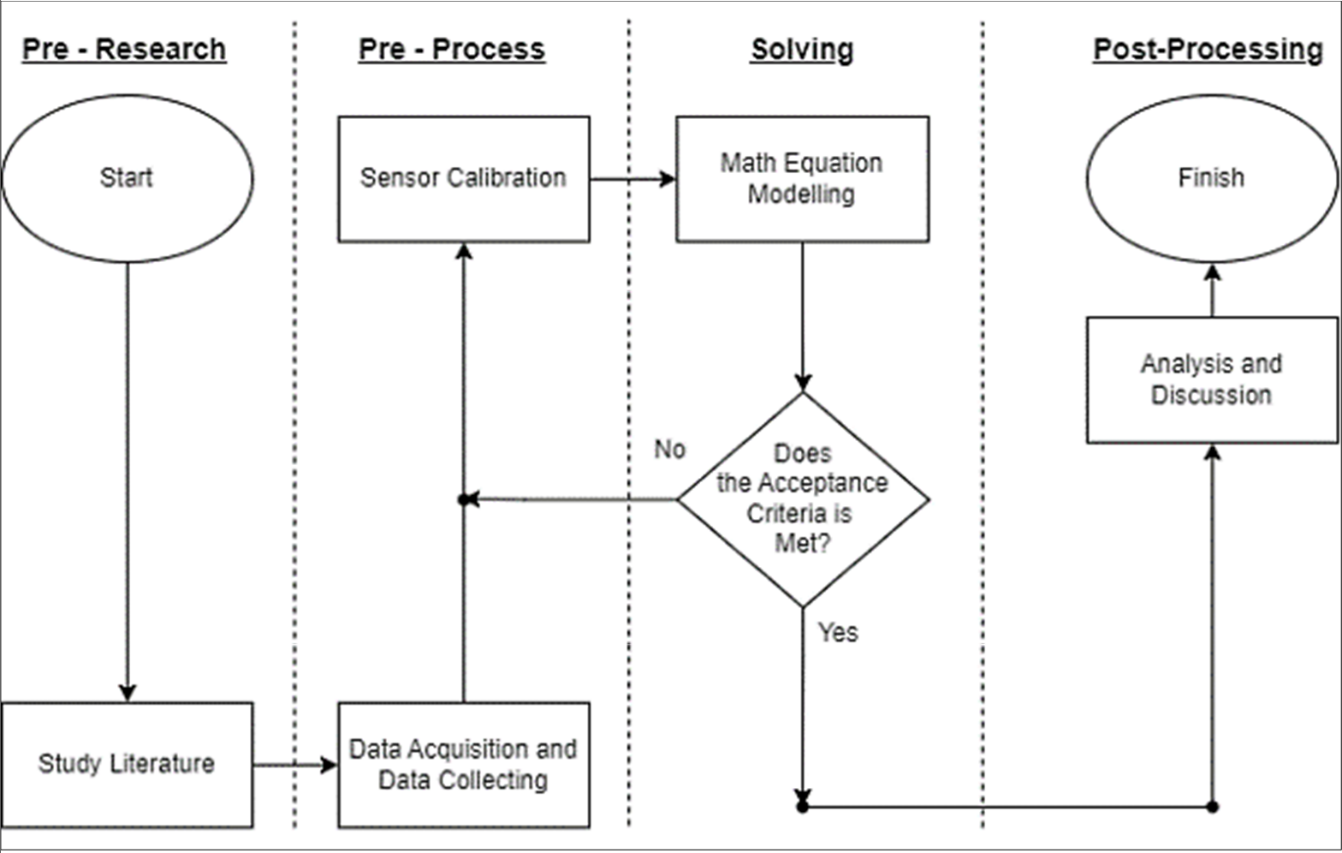 Pre - Research
Start
Study Literature
Pre - Process
Sensor Calibration
Data Acquisition and
Data Collecting
Solving
Math Equation
Modelling
No
Does
the Acceptance
Criteria is
Met?
Yes
Post-Processing
Finish
Analysis and
Discussion